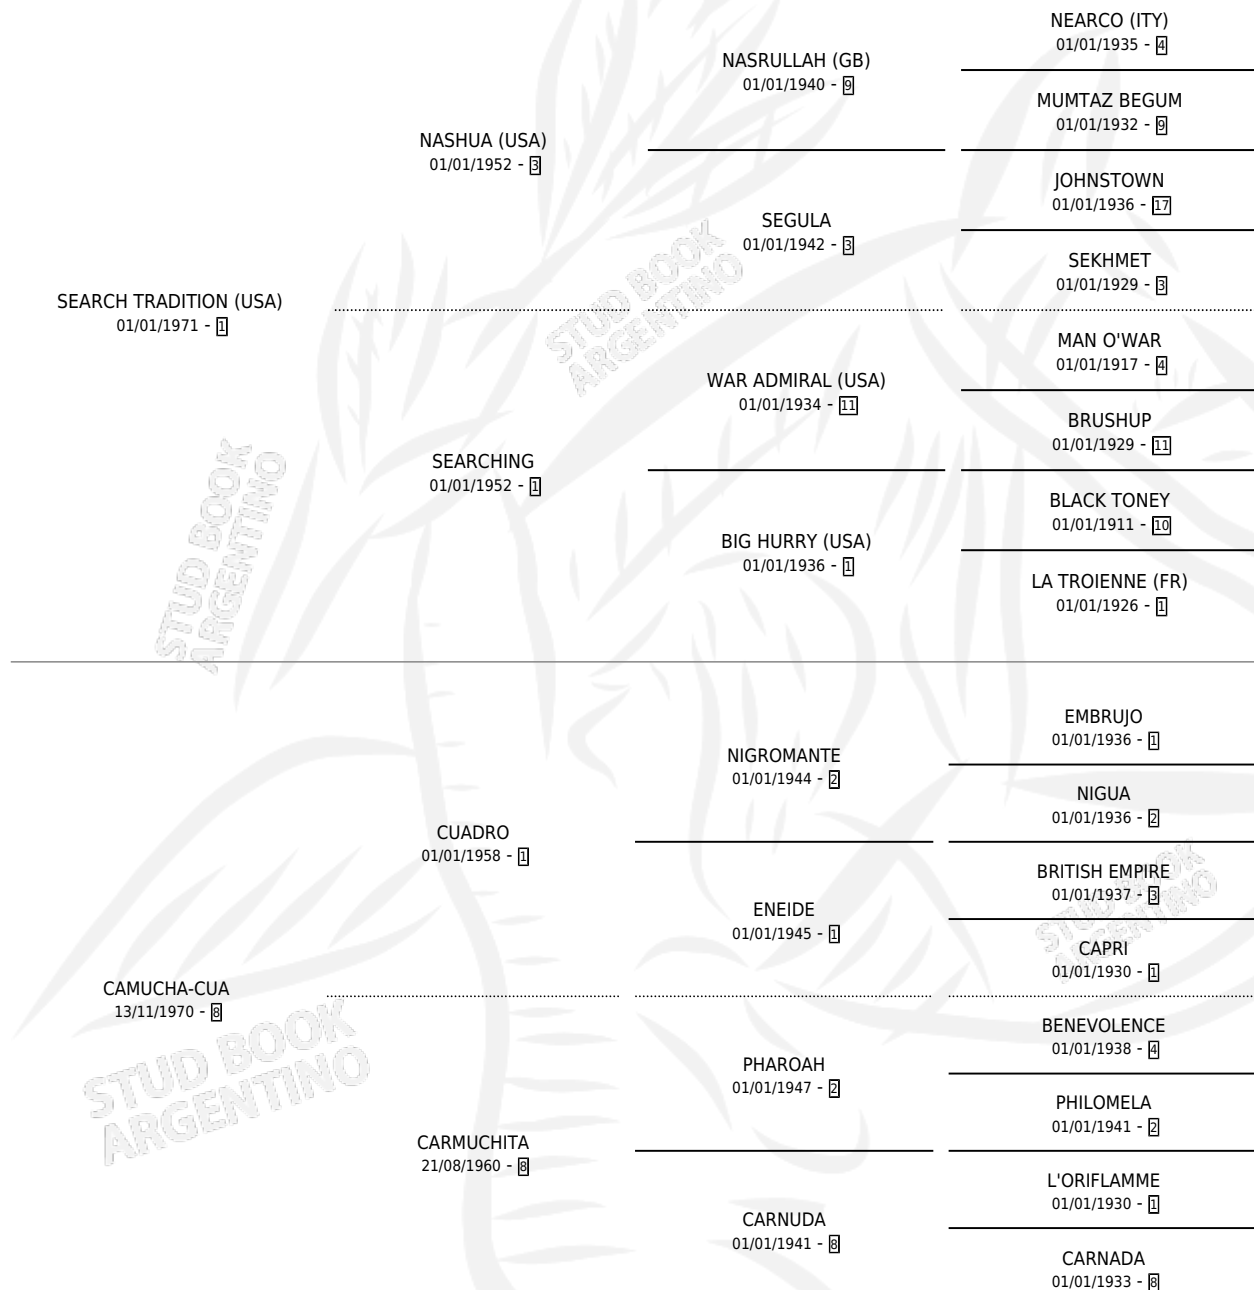 NEARCO (ITY)
01/01/1935 - 4
NASRULLAH (GB)
01/01/1940 - 9
MUMTAZ BEGUM
01/01/1932 - 9
NASHUA (USA)
01/01/1952 - 3
JOHNSTOWN
01/01/1936 - 17
SEGULA
01/01/1942 - 3
SEKHMET
01/01/1929 - 3
SEARCH TRADITION (USA)
01/01/1971 - 1
MAN O'WAR
01/01/1917 - 4
WAR ADMIRAL (USA)
01/01/1934 - 11
BRUSHUP
01/01/1929 - 11
SEARCHING
01/01/1952 - 1
BLACK TONEY
01/01/1911 - 10
BIG HURRY (USA)
01/01/1936 - 1
LA TROIENNE (FR)
01/01/1926 - 1
STUD BOOK
ARGENTINO
STUD BOOK
ARGENTINO
EMBRUJO
01/01/1936 - 1
NIGROMANTE
01/01/1944 - 2
NIGUA
01/01/1936 - 2
CUADRO
01/01/1958 - 1
BRITISH EMPIRE
01/01/1937 - 3
ENEIDE
01/01/1945 - 1
CAPRI
01/01/1930 - 1
CAMUCHA-CUA
13/11/1970 - 8
BENEVOLENCE
01/01/1938 - 4
PHAROAH
01/01/1947 - 2
PHILOMELA
01/01/1941 - 2
CARMUCHITA
21/08/1960 - 8
L'ORIFLAMME
01/01/1930 - 1
CARNUDA
01/01/1941 - 8
CARNADA
01/01/1933 - 8
STUD BOOK
ARGENTINO
STUD BOOK
ARGENTINO